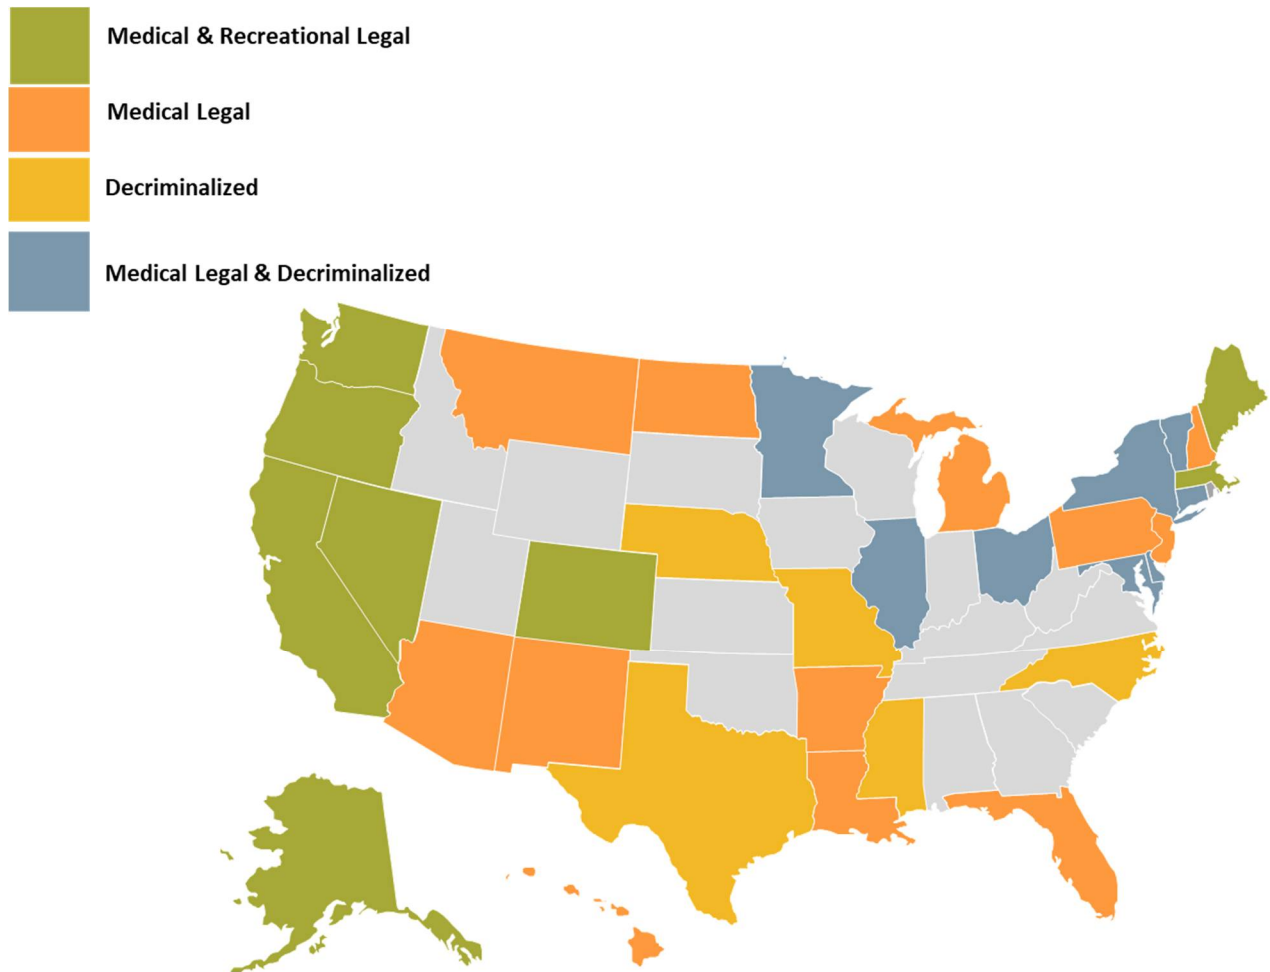 Medical & Recreational Legal
Medical Legal
Decriminalized
Medical Legal & Decriminalized